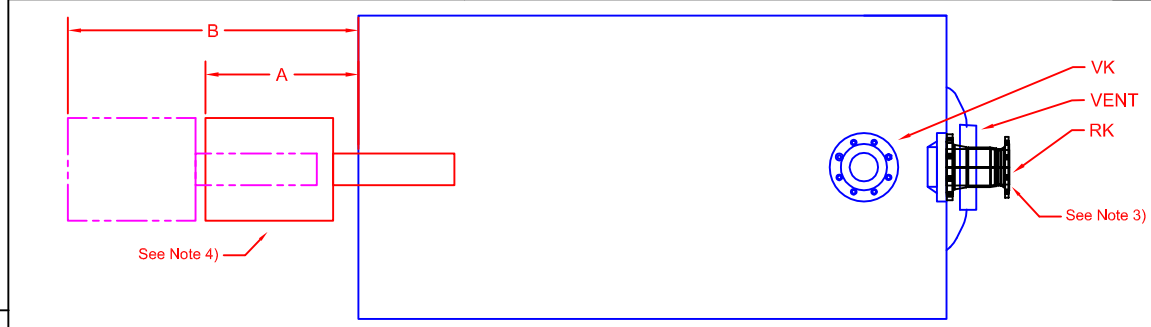 B
A
VK
VENT
RK
See Note 3)
See Note 4)